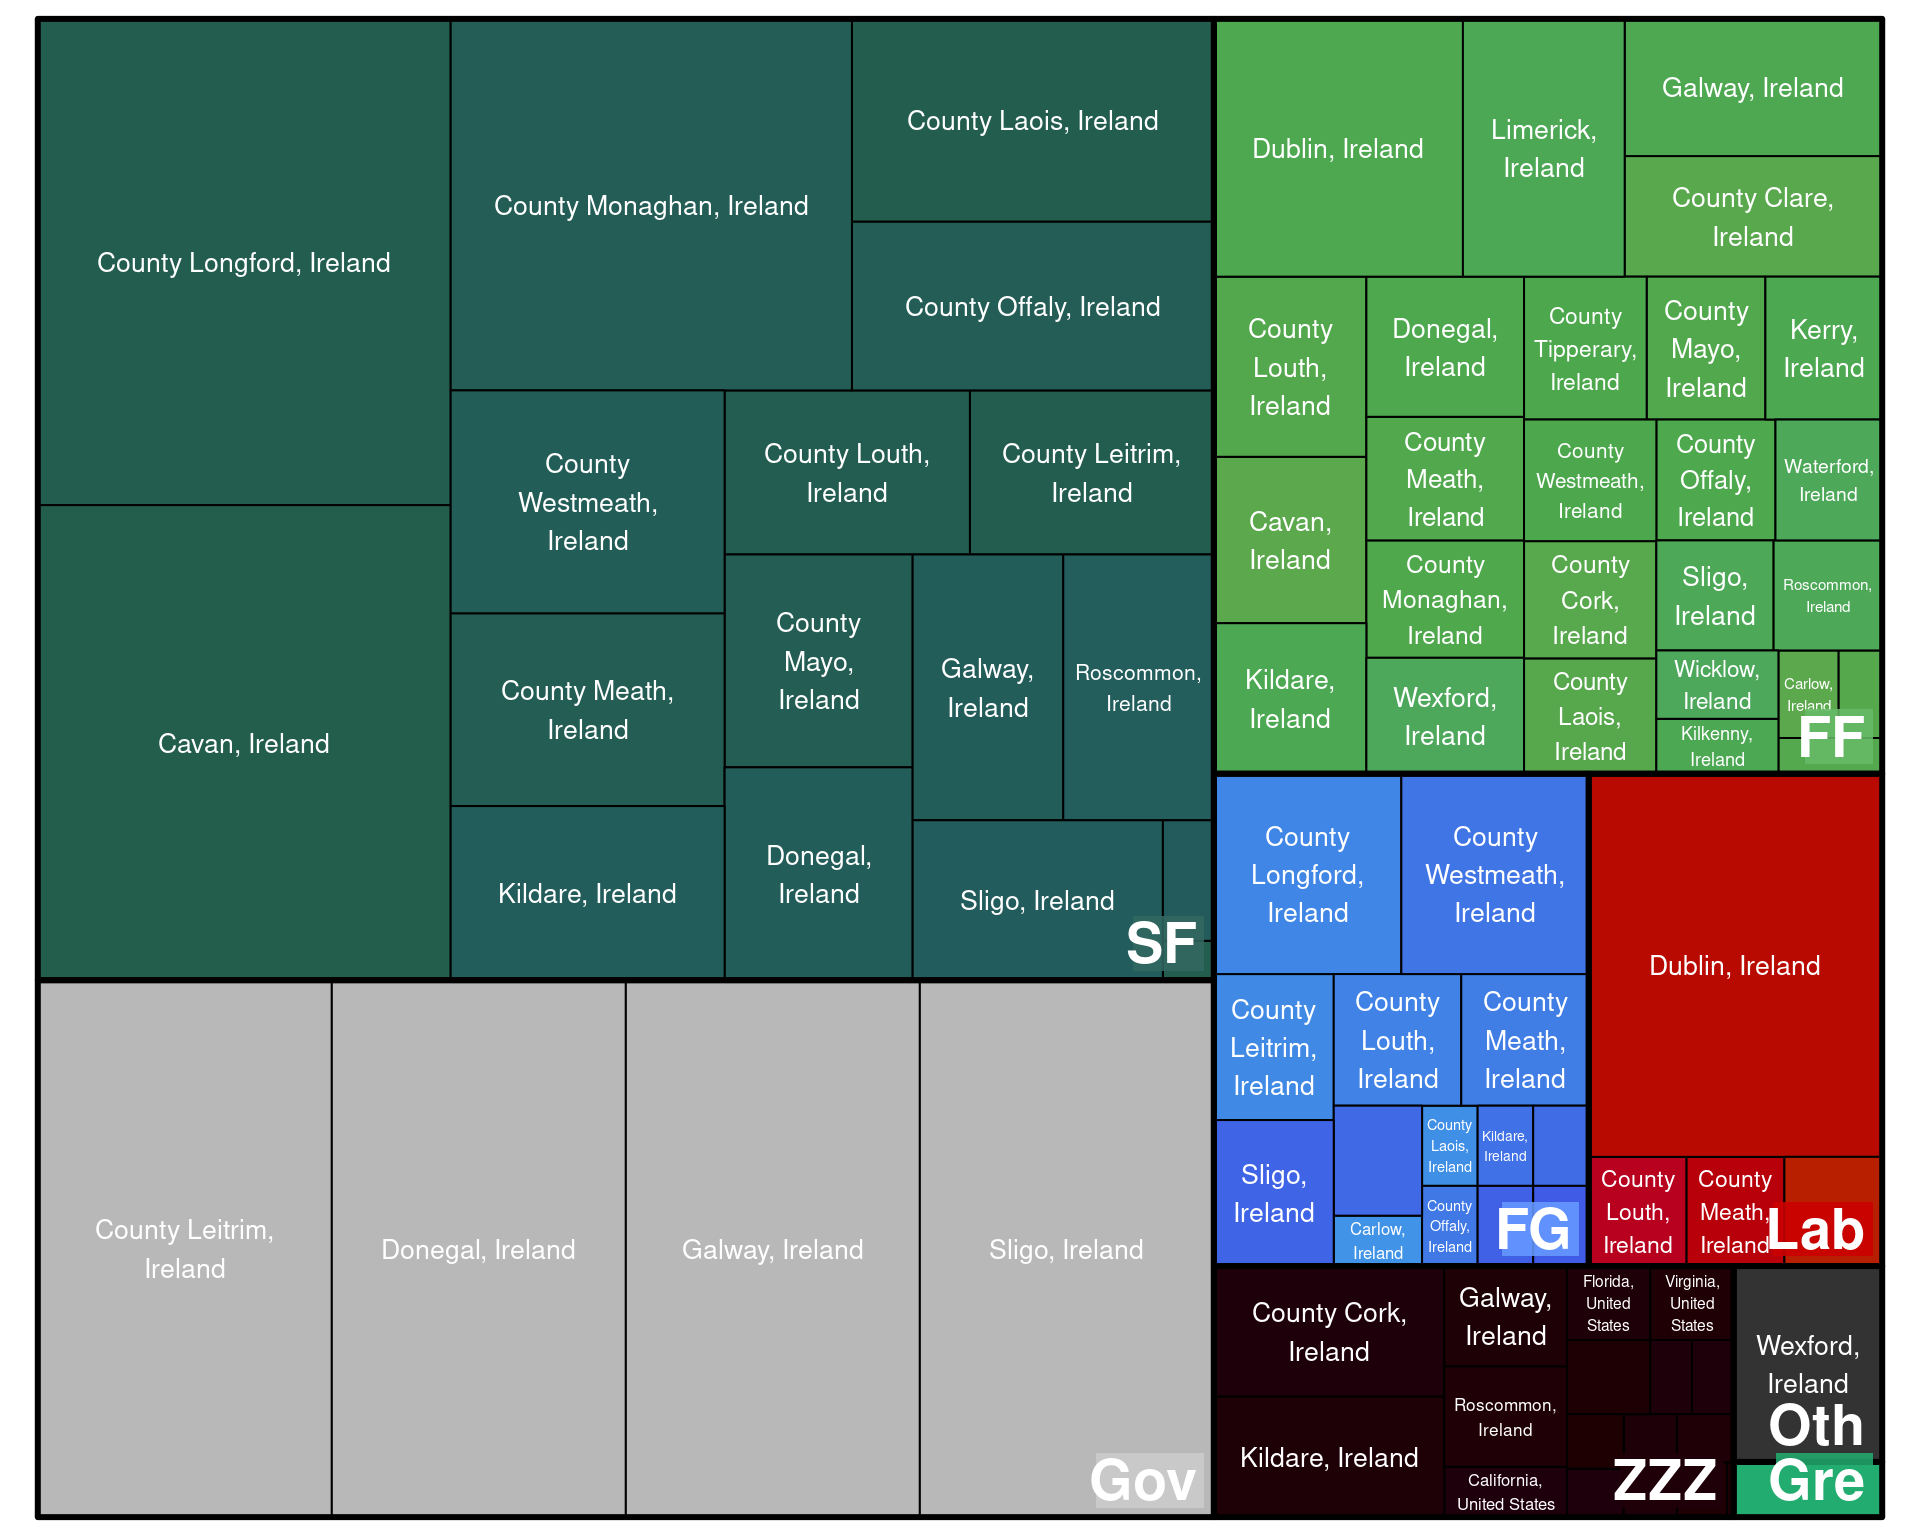 County Longford, Ireland
Cavan, Ireland
County Monaghan, Ireland
County Laois, Ireland
County Offaly, Ireland
County
Westmeath,
Ireland
County Louth,
Ireland
County Leitrim,
Ireland
County Meath,
Ireland
Kildare, Ireland
County
Mayo,
Ireland
Donegal,
Ireland
Galway,
Ireland
Roscommon,
Ireland
Sligo, Ireland
SF
County Leitrim,
Ireland
Donegal, Ireland
Galway, Ireland
Sligo, Ireland
Gov
Dublin, Ireland
Limerick,
Ireland
Galway, Ireland
County Clare,
Ireland
County
Louth,
Ireland
Cavan,
Ireland
Kildare,
Ireland
Donegal,
Ireland
County
Meath,
Ireland
County
Monaghan,
Ireland
Wexford,
Ireland
County
Tipperary,
Ireland
County
Mayo,
Ireland
Kerry,
Ireland
County
Westmeath,
Ireland
County
Offaly,
Ireland
Waterford,
Ireland
County
Cork,
Ireland
County
Laois,
Ireland
Sligo,
Ireland
Roscommon,
Ireland
Wicklow,
Ireland
Kilkenny,
Ireland
Carlow,
Ireland
FF
County
Longford,
Ireland
County
Westmeath,
Ireland
County
Leitrim,
Ireland
Sligo,
Ireland
County
Louth,
Ireland
County
Meath,
Ireland
Carlow,
Ireland
County
Laois,
Ireland
Kildare,
Ireland
County
Offaly,
Ireland
FG
Dublin, Ireland
County
Louth,
Ireland
County
Meath,
Ireland
Lab
County Cork,
Ireland
Kildare, Ireland
Galway,
Ireland
Roscommon,
Ireland
California,
United States
Florida,
United
States
Virginia,
United
States
ZZZ
Wexford,
Ireland
Oth
Gre